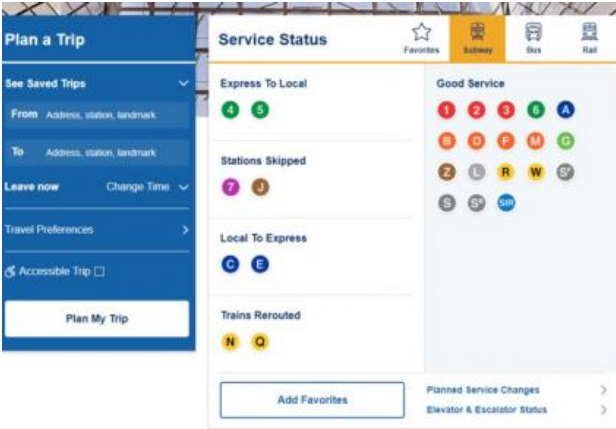 Plan a Trip
See Saved Trips
From Address, station, landmark
To Address, station, landmark
Leave now Change Time
Travel Preferences
Accessible Trip
Plan My Trip
Service Status
Favorites Subway Bus Rail
Express To Local
4 5
Stations Skipped
7 J
Local To Express
C E
Trains Rerouted
N Q
Good Service
1 2 3 6 A
B D F M G
Z L R W SF
S SR SIR
Add Favorites
Planned Service Changes
Elevator & Escalator Status